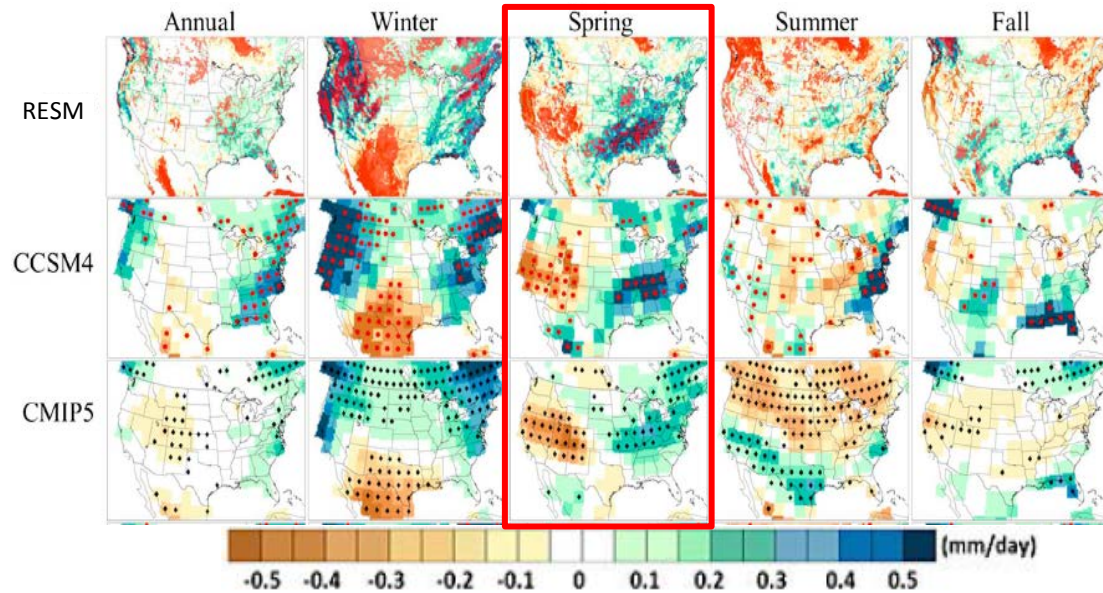 Annual Winter Spring Summer Fall
RESM
CCSM4
CMIP5
(mm/day)
-0.5 -0.4 -0.3 -0.2 -0.1 0 0.1 0.2 0.3 0.4 0.5